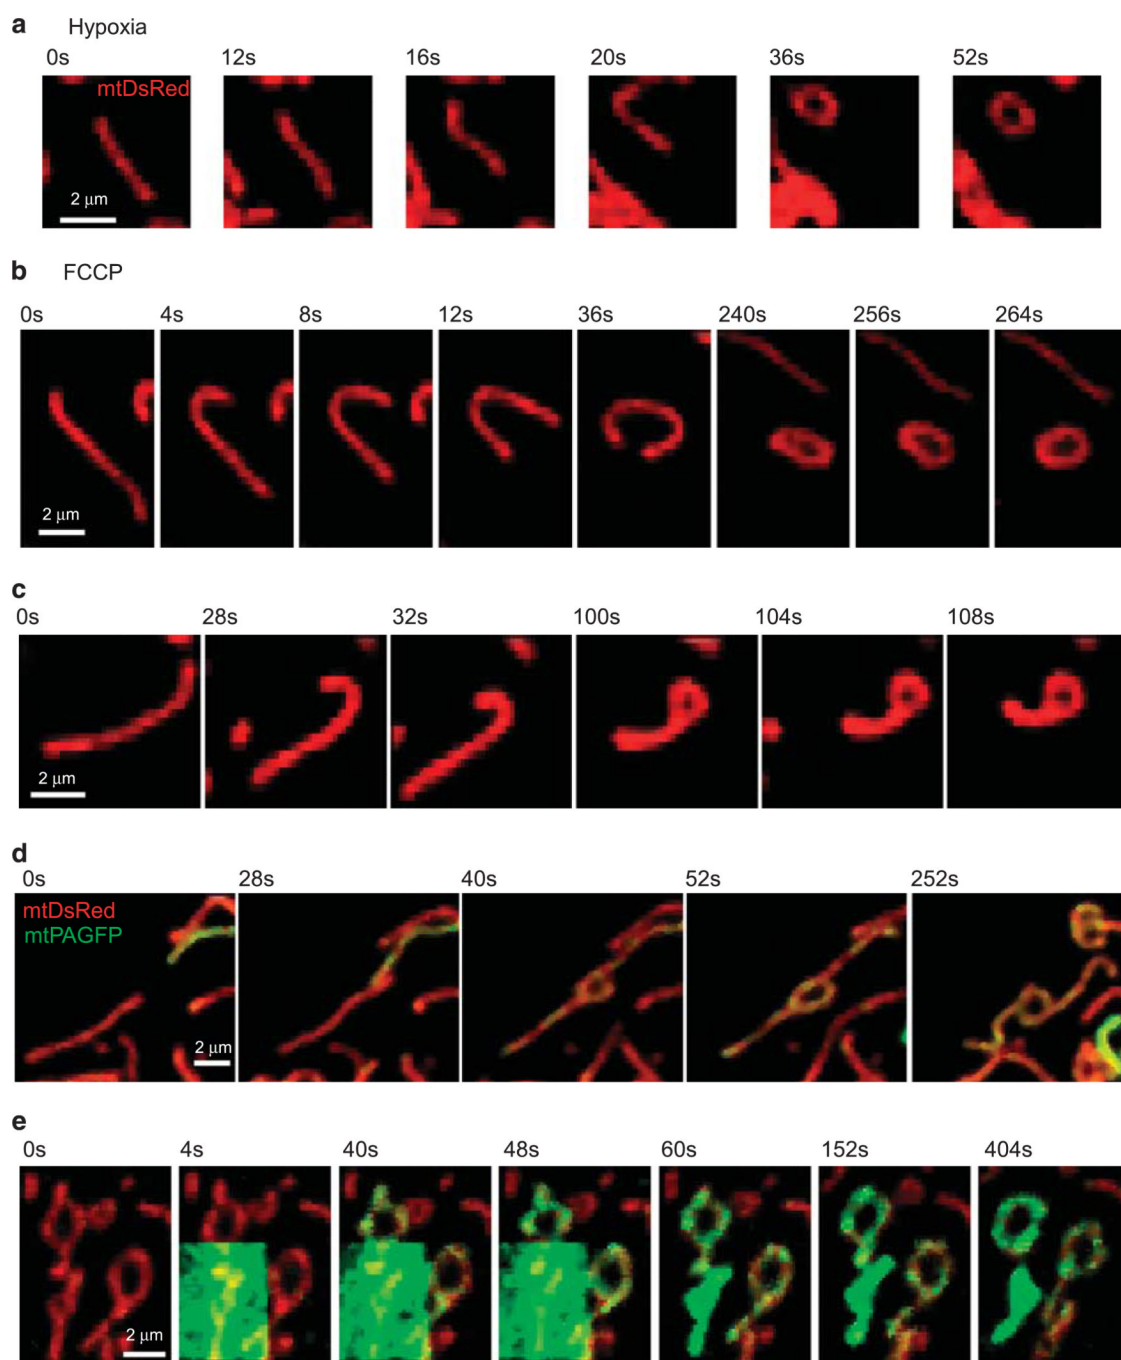 a Hypoxia
0s 12s 16s 20s 36s 52s
mtDsRed
2 μm
b FCCP
0s 4s 8s 12s 36s 240s 256s 264s
2 μm
c
0s 28s 32s 100s 104s 108s
2 μm
d
0s 28s 40s 52s 252s
mtDsRed
mtPAGFP
2 μm
e
0s 4s 40s 48s 60s 152s 404s
2 μm